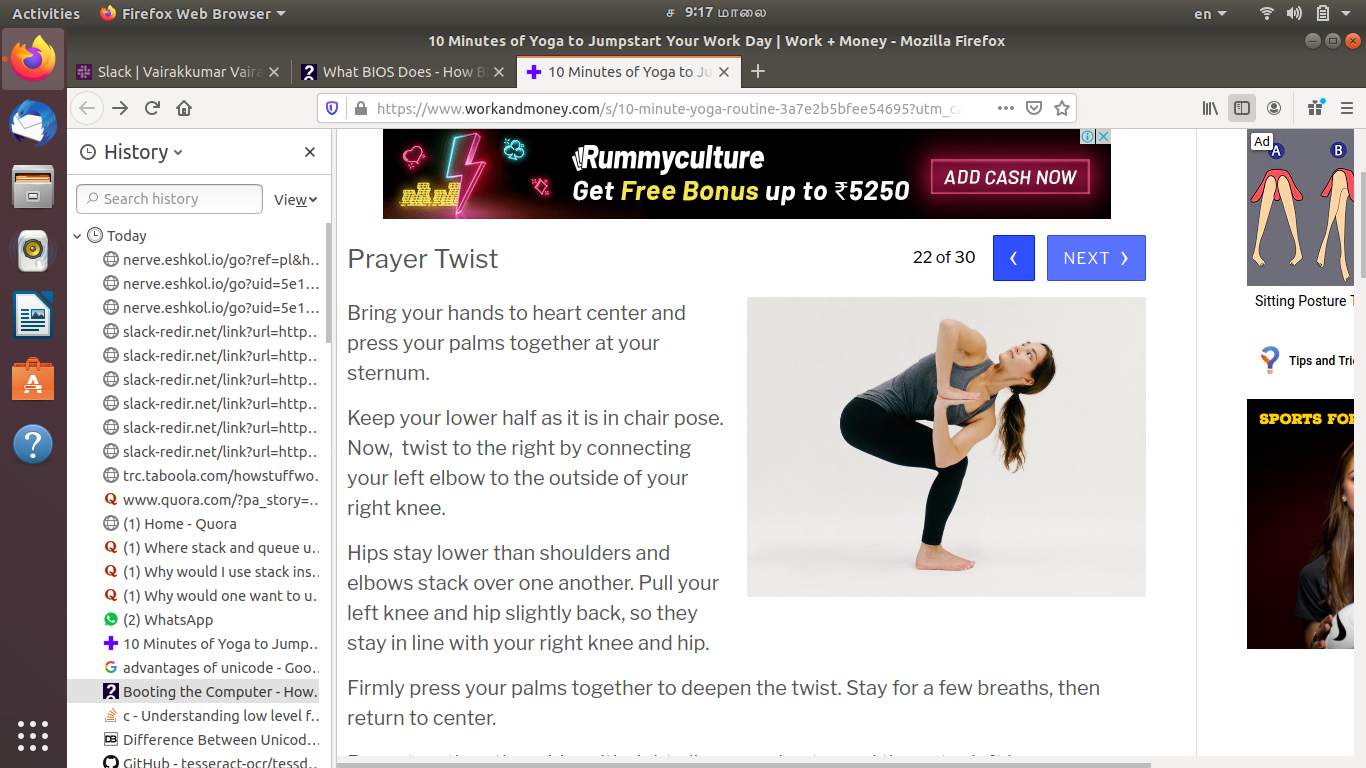 Activities
Firefox Web Browser
ச 9:17 மாலை
en
10 Minutes of Yoga to Jumpstart Your Work Day | Work + Money - Mozilla Firefox
Slack | Vairakkumar Vaira
What BIOS Does - How B
10 Minutes of Yoga to Ju
https://www.workandmoney.com/s/10-minute-yoga-routine-3a7e2b5bfee54695?utm_ca
History
Search history
View
Today
nerve.eshkol.io/go?ref=pl&h...
nerve.eshkol.io/go?uid=5e1...
nerve.eshkol.io/go?uid=5e1...
slack-redir.net/link?url=http...
slack-redir.net/link?url=http...
slack-redir.net/link?url=http...
slack-redir.net/link?url=http...
slack-redir.net/link?url=http...
slack-redir.net/link?url=http...
trc.taboola.com/howstuffwo...
www.quora.com/?pa_story=...
(1) Home - Quora
(1) Where stack and queue u...
(1) Why would I use stack ins...
(1) Why would one want to u...
(2) WhatsApp
10 Minutes of Yoga to Jump...
advantages of unicode - Goo...
Booting the Computer - How...
c - Understanding low level f...
Difference Between Unicod...
GitHub - tesseract-ocr/tessd...
Rummyculture
Get Free Bonus up to ₹5250
ADD CASH NOW
Prayer Twist
22 of 30
NEXT
Bring your hands to heart center and
press your palms together at your
sternum.
Keep your lower half as it is in chair pose.
Now, twist to the right by connecting
your left elbow to the outside of your
right knee.
Hips stay lower than shoulders and
elbows stack over one another. Pull your
left knee and hip slightly back, so they
stay in line with your right knee and hip.
Firmly press your palms together to deepen the twist. Stay for a few breaths, then
return to center.
Ad
A
B
Sitting Posture T
Tips and Tri
SPORTS FO